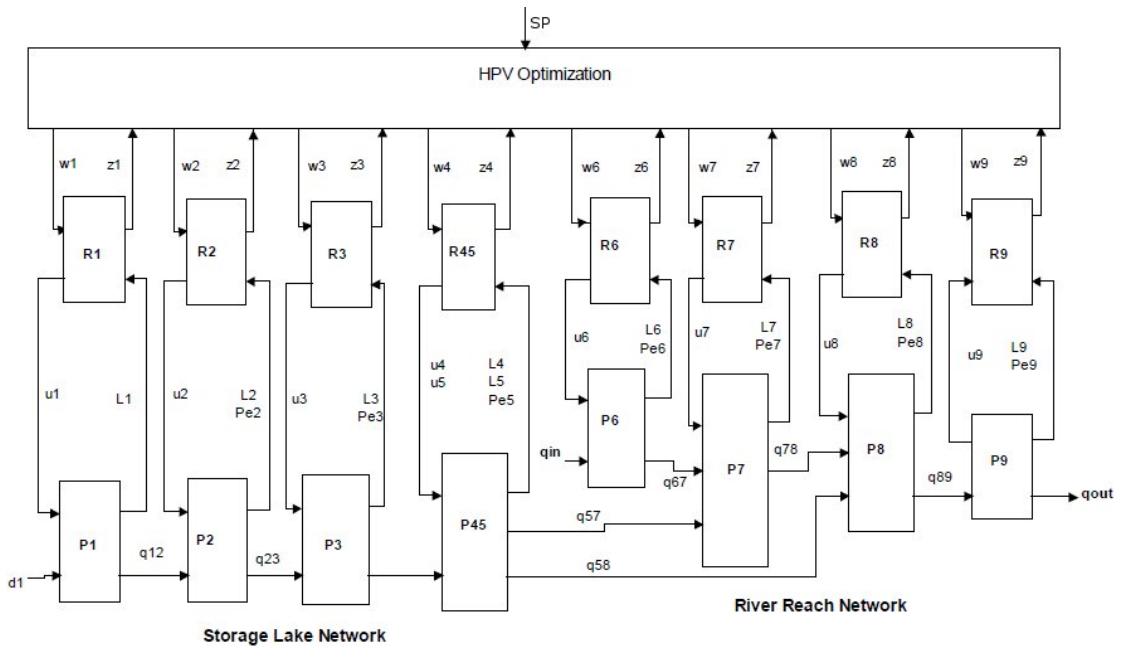 SP
HPV Optimization
w1 z1 w2 z2 w3 z3 w4 z4 w6 z6 w7 z7 w8 z8 w9 z9
R1 R2 R3 R45 R6 R7 R8 R9
u1 L1
u2 L2
Pe2
u3 L3
Pe3
u4 L4
u5 L5
Pe5
u6 L6
Pe6
u7 L7
Pe7
u8 L8
Pe8
u9 L9
Pe9
P6
qin
q67
P7
q78
P8
q89
P9
qout
P1
d1
q12
P2
q23
P3
P45
q57
q58
River Reach Network
Storage Lake Network